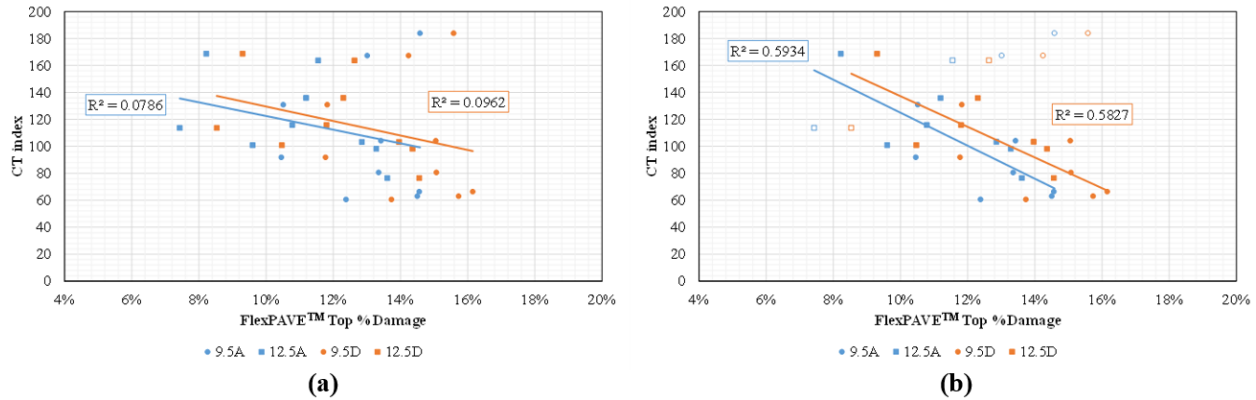 200
180
160
140
120
100
80
60
40
20
0
CT index
R² = 0.0786
R² = 0.0962
4% 6% 8% 10% 12% 14% 16% 18% 20%
FlexPAVE™ Top % Damage
9.5A 12.5A 9.5D 12.5D
(a)
200
180
160
140
120
100
80
60
40
20
0
CT index
R² = 0.5934
R² = 0.5827
4% 6% 8% 10% 12% 14% 16% 18% 20%
FlexPAVE™ Top % Damage
9.5A 12.5A 9.5D 12.5D
(b)